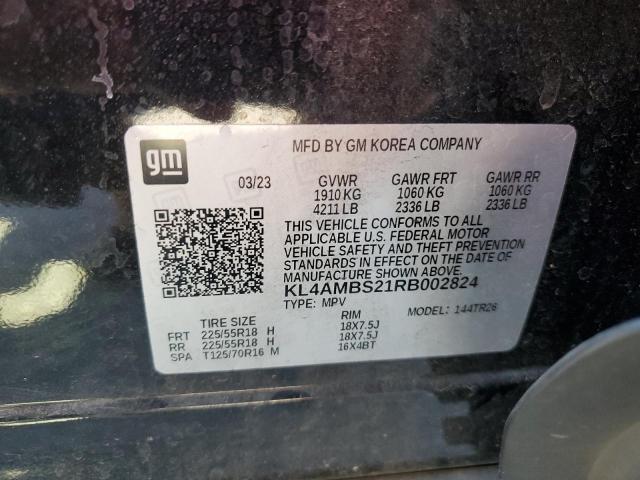 gm
MFD BY GM KOREA COMPANY
03/23 GVWR GAWR FRT GAWR RR
1910 KG 1060 KG 1060 KG
4211 LB 2336 LB 2336 LB
THIS VEHICLE CONFORMS TO ALL
APPLICABLE U.S. FEDERAL MOTOR
VEHICLE SAFETY AND THEFT PREVENTION
STANDARDS IN EFFECT ON THE DATE OF
MANUFACTURE SHOWN ABOVE.
KL4AMBS21RB002824
TYPE: MPV MODEL: 144TR26
TIRE SIZE RIM
FRT 225/55R18 H 18X7.5J
RR 225/55R18 H 18X7.5J
SPA T125/70R16 M 16X4BT